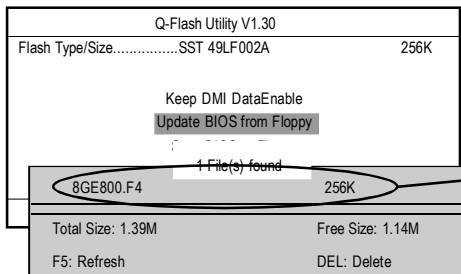 Q-Flash Utility V1.30
Flash Type/Size................SST 49LF002A 256K
Keep DMI DataEnable
Update BIOS from Floppy
1 File(s) found
8GE800.F4 256K
Total Size: 1.39M Free Size: 1.14M
F5: Refresh DEL: Delete